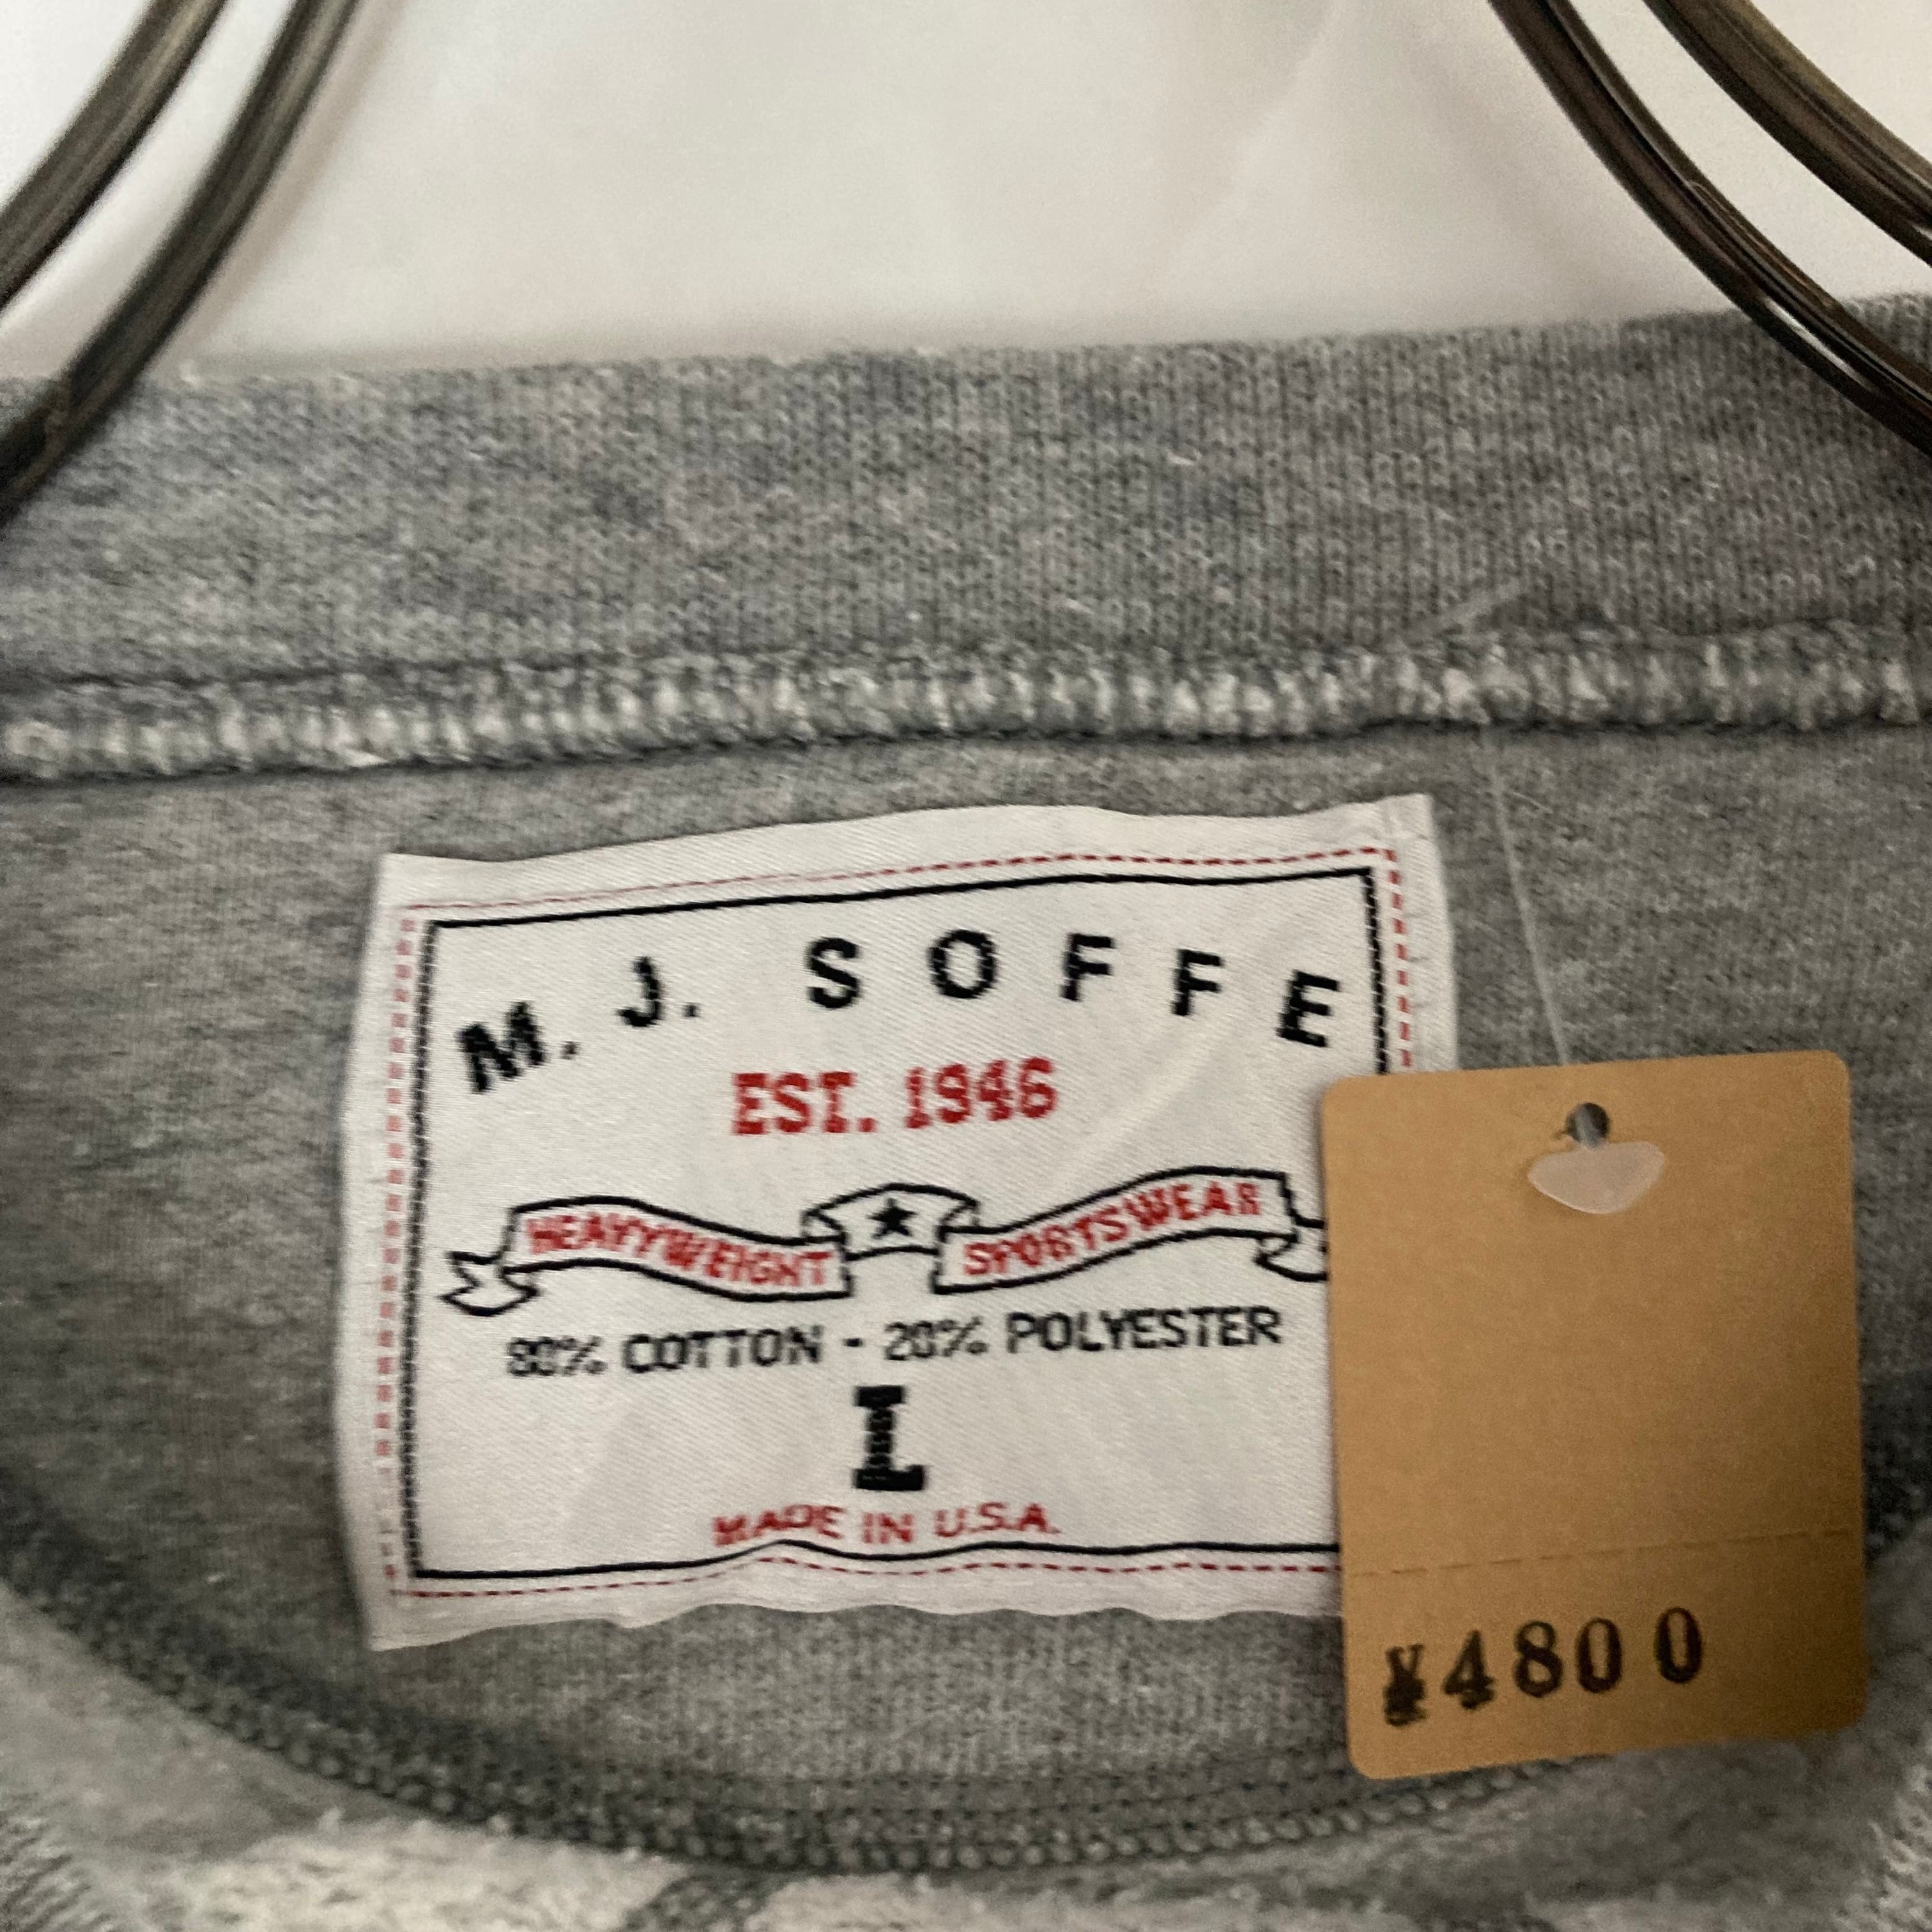 M. J. SOFFE
EST. 1946
HEAVYWEIGHT ★ SPORTSWEAR
80% COTTON - 20% POLYESTER
L
MADE IN U.S.A.
¥4800